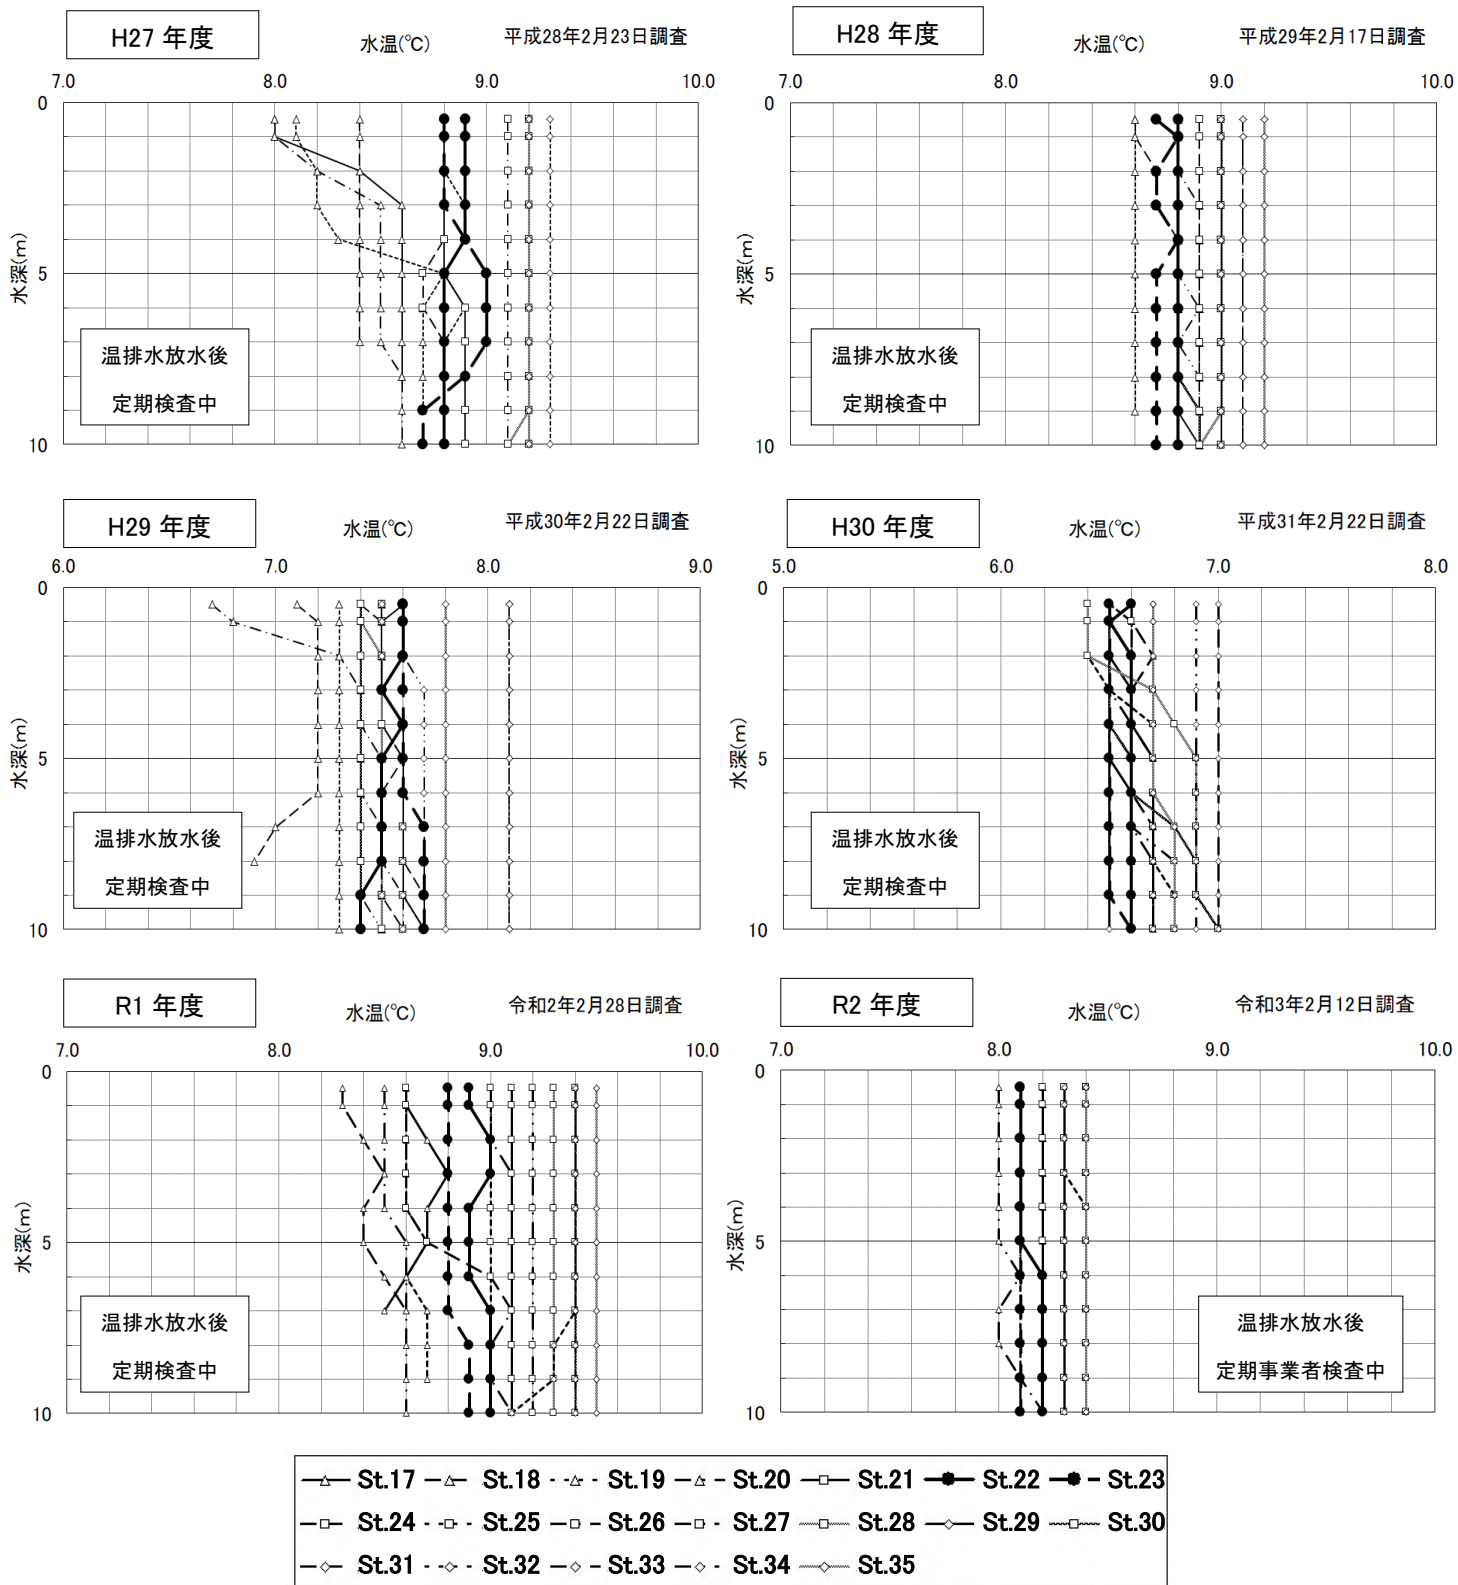 H27 年度 水温(℃) 平成28年2月23日調査
7.0 8.0 9.0 10.0
0
5
10
水深(m)
温排水放水後
定期検査中
H28 年度 水温(℃) 平成29年2月17日調査
7.0 8.0 9.0 10.0
0
5
10
水深(m)
温排水放水後
定期検査中
H29 年度 水温(℃) 平成30年2月22日調査
6.0 7.0 8.0 9.0
0
5
10
水深(m)
温排水放水後
定期検査中
H30 年度 水温(℃) 平成31年2月22日調査
5.0 6.0 7.0 8.0
0
5
10
水深(m)
温排水放水後
定期検査中
R1 年度 水温(℃) 令和2年2月28日調査
7.0 8.0 9.0 10.0
0
5
10
水深(m)
温排水放水後
定期検査中
R2 年度 水温(℃) 令和3年2月12日調査
7.0 8.0 9.0 10.0
0
5
10
水深(m)
温排水放水後
定期事業者検査中
St.17 St.18 St.19 St.20 St.21 St.22 St.23
St.24 St.25 St.26 St.27 St.28 St.29 St.30
St.31 St.32 St.33 St.34 St.35